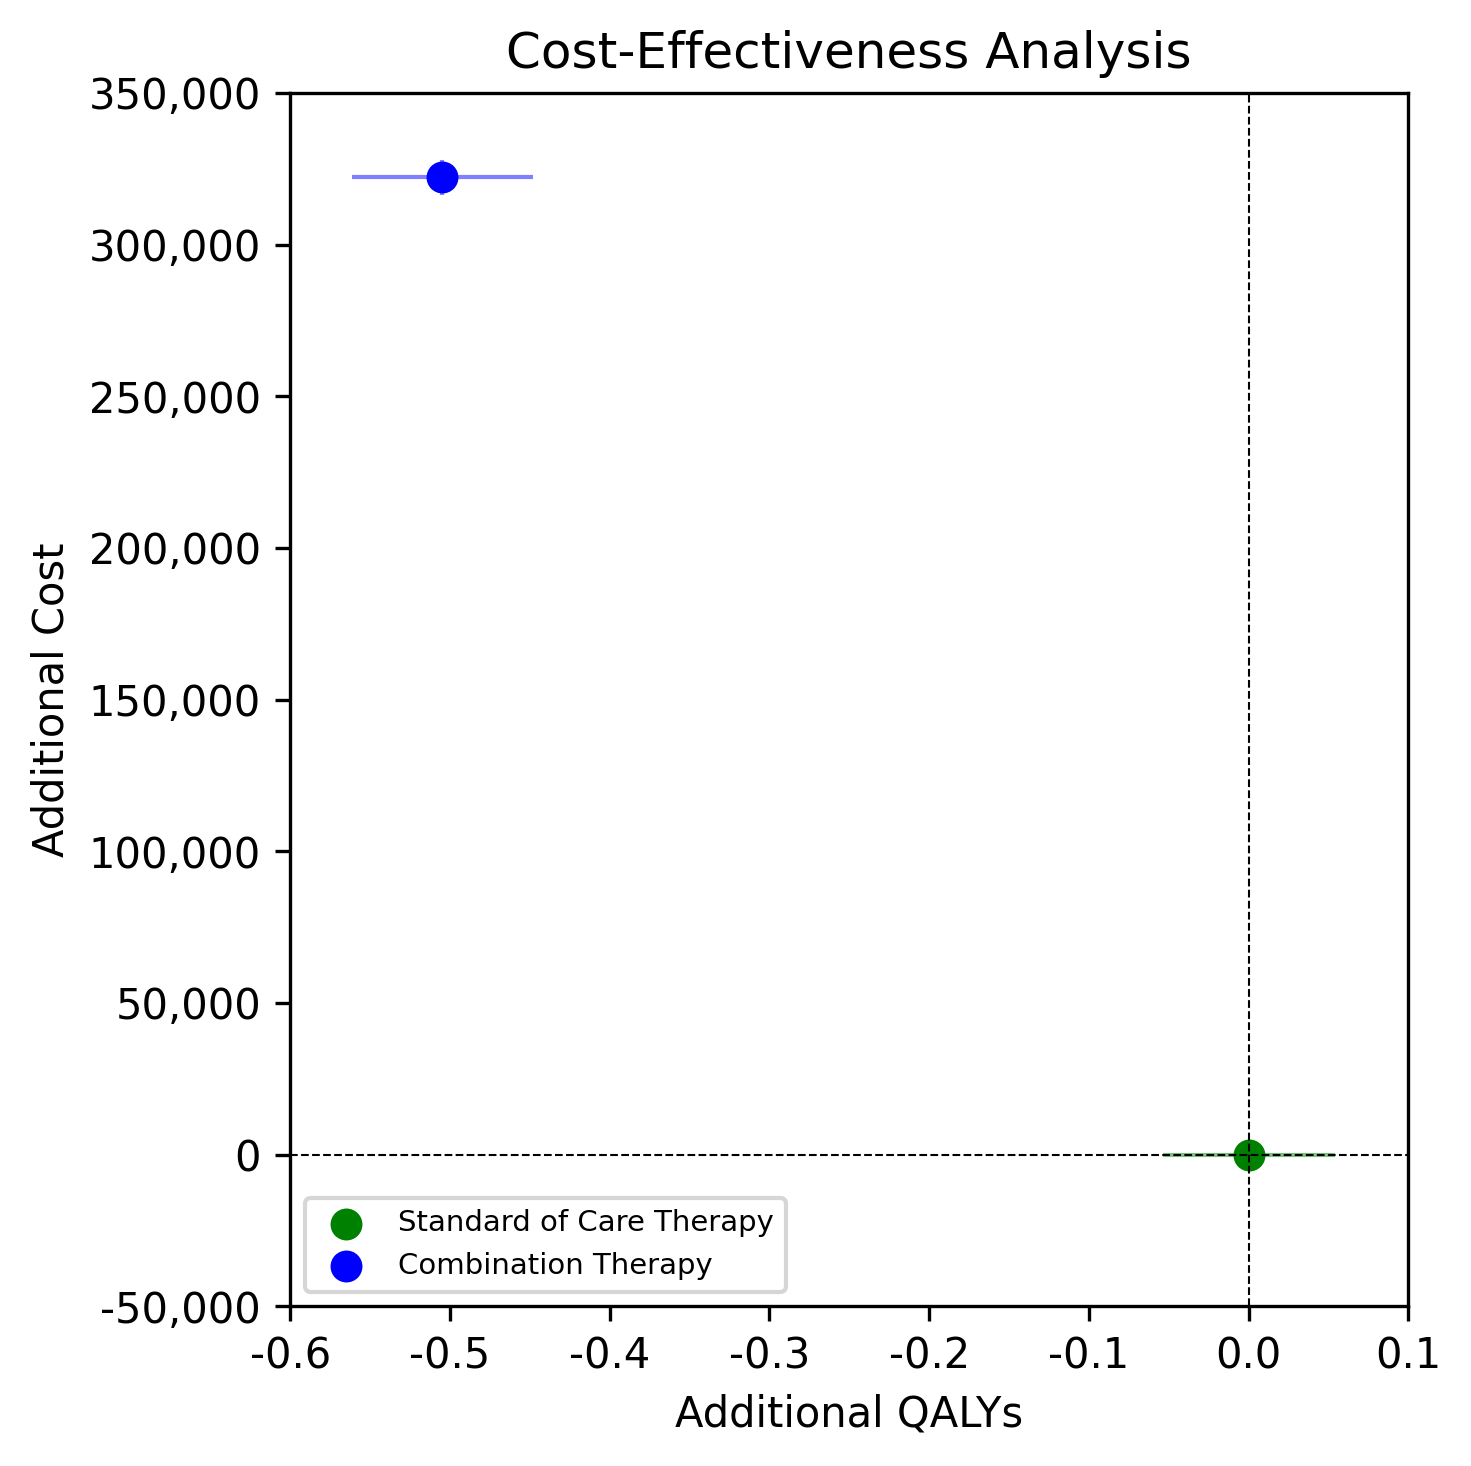 Cost-Effectiveness Analysis
350,000
300,000
250,000
200,000
150,000
100,000
50,000
0
-50,000
Additional Cost
Standard of Care Therapy
Combination Therapy
-0.6 -0.5 -0.4 -0.3 -0.2 -0.1 0.0 0.1
Additional QALYs